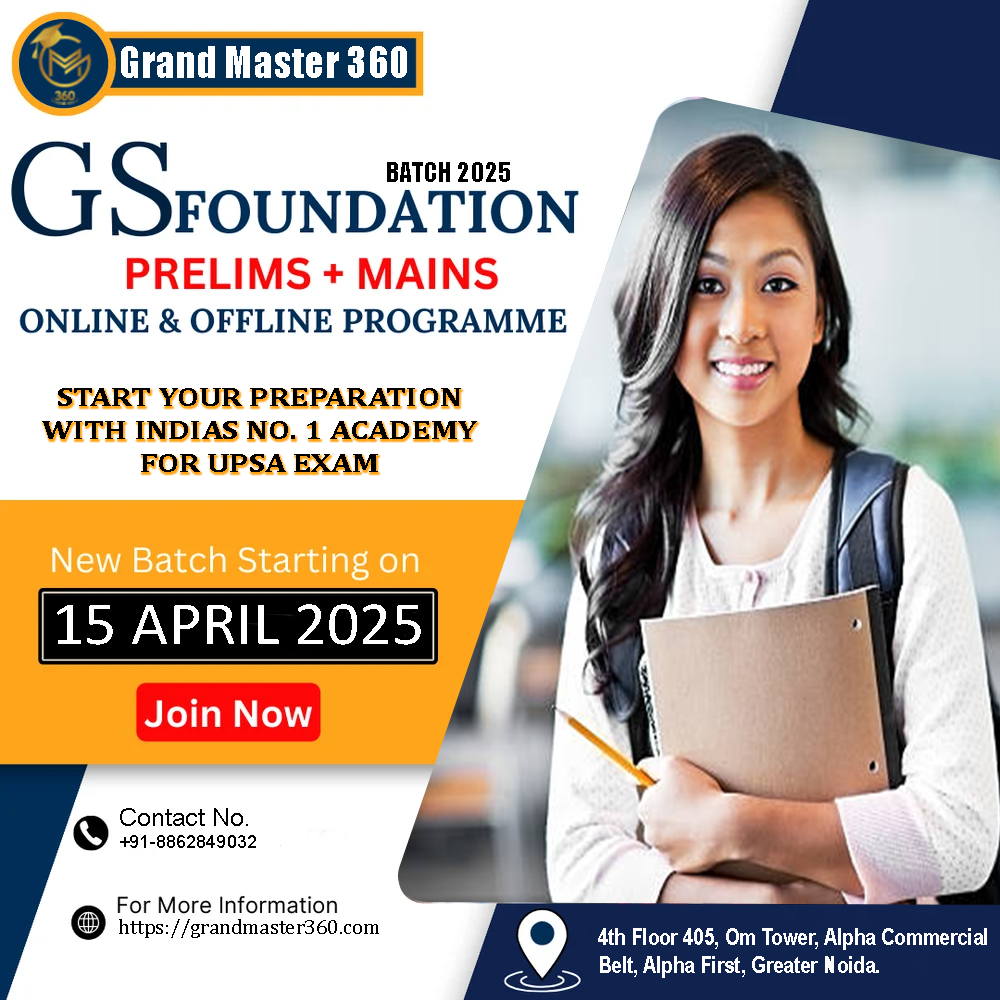 360
Grand Master 360
BATCH 2025
GS FOUNDATION
PRELIMS + MAINS
ONLINE & OFFLINE PROGRAMME
START YOUR PREPARATION
WITH INDIAS NO. 1 ACADEMY
FOR UPSA EXAM
New Batch Starting on
15 APRIL 2025
Join Now
Contact No.
+91-8862849032
For More Information
https://grandmaster360.com
4th Floor 405, Om Tower, Alpha Commercial
Belt, Alpha First, Greater Noida.